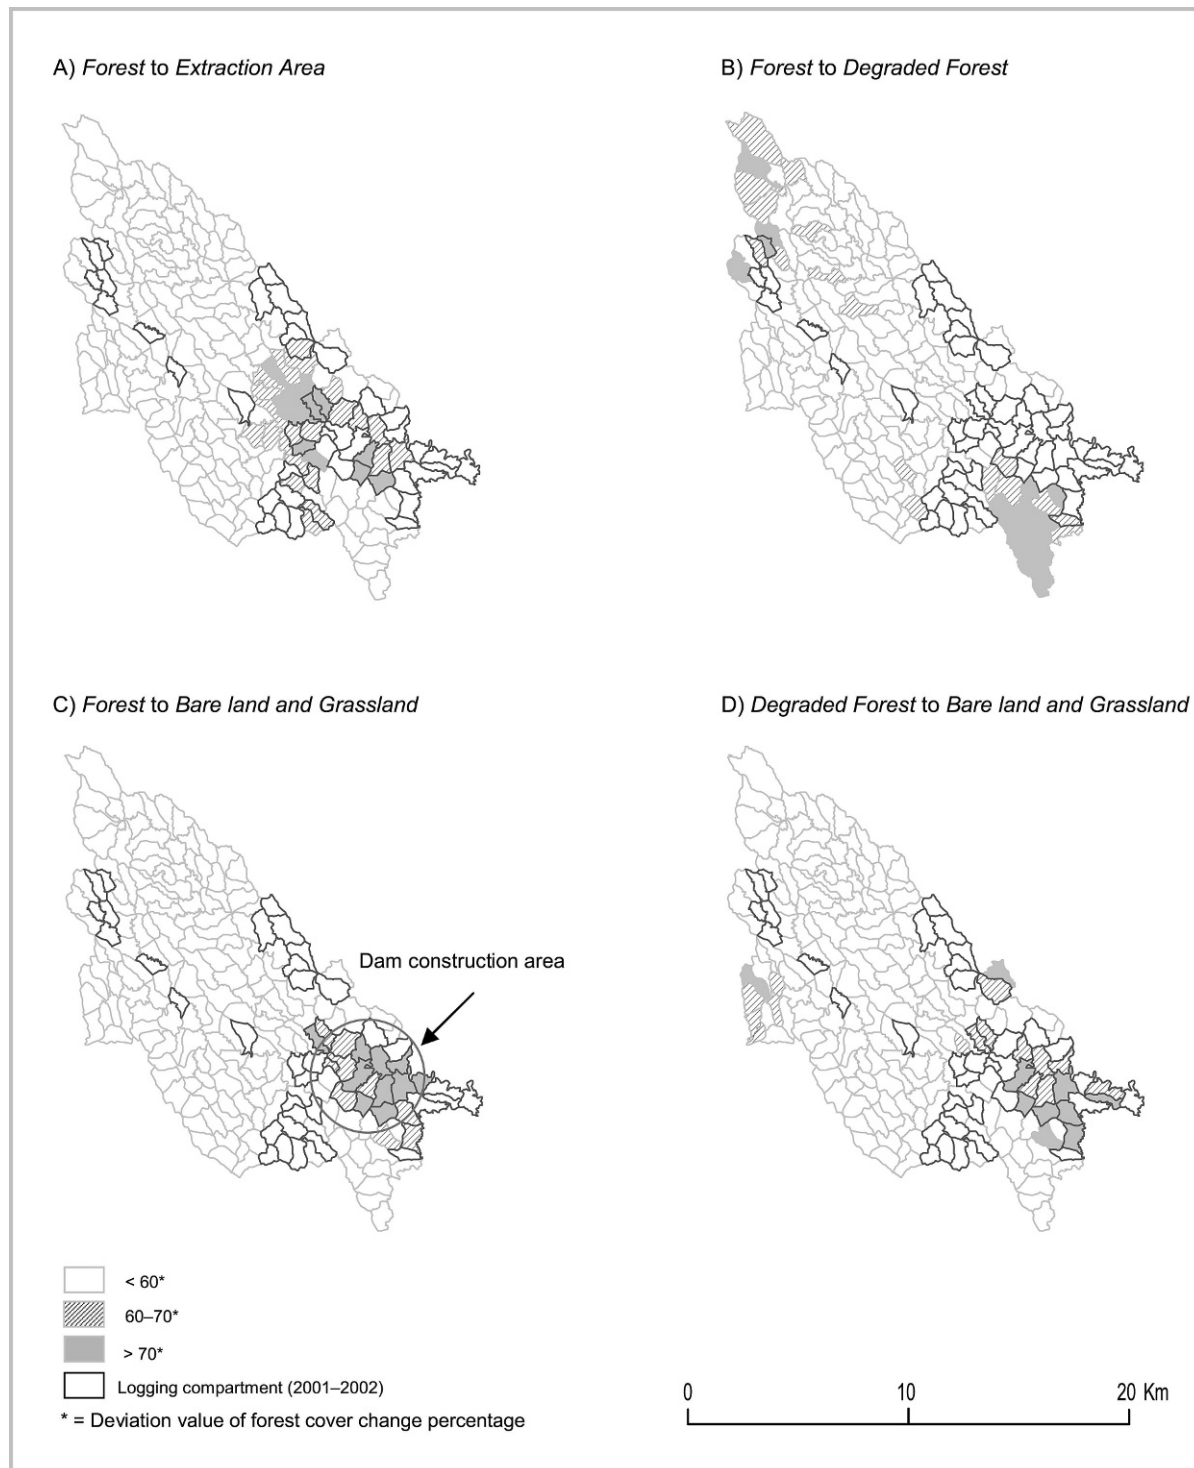 A) Forest to Extraction Area
B) Forest to Degraded Forest
C) Forest to Bare land and Grassland
D) Degraded Forest to Bare land and Grassland
Dam construction area
< 60*
60–70*
> 70*
Logging compartment (2001–2002)
* = Deviation value of forest cover change percentage
0 10 20 Km